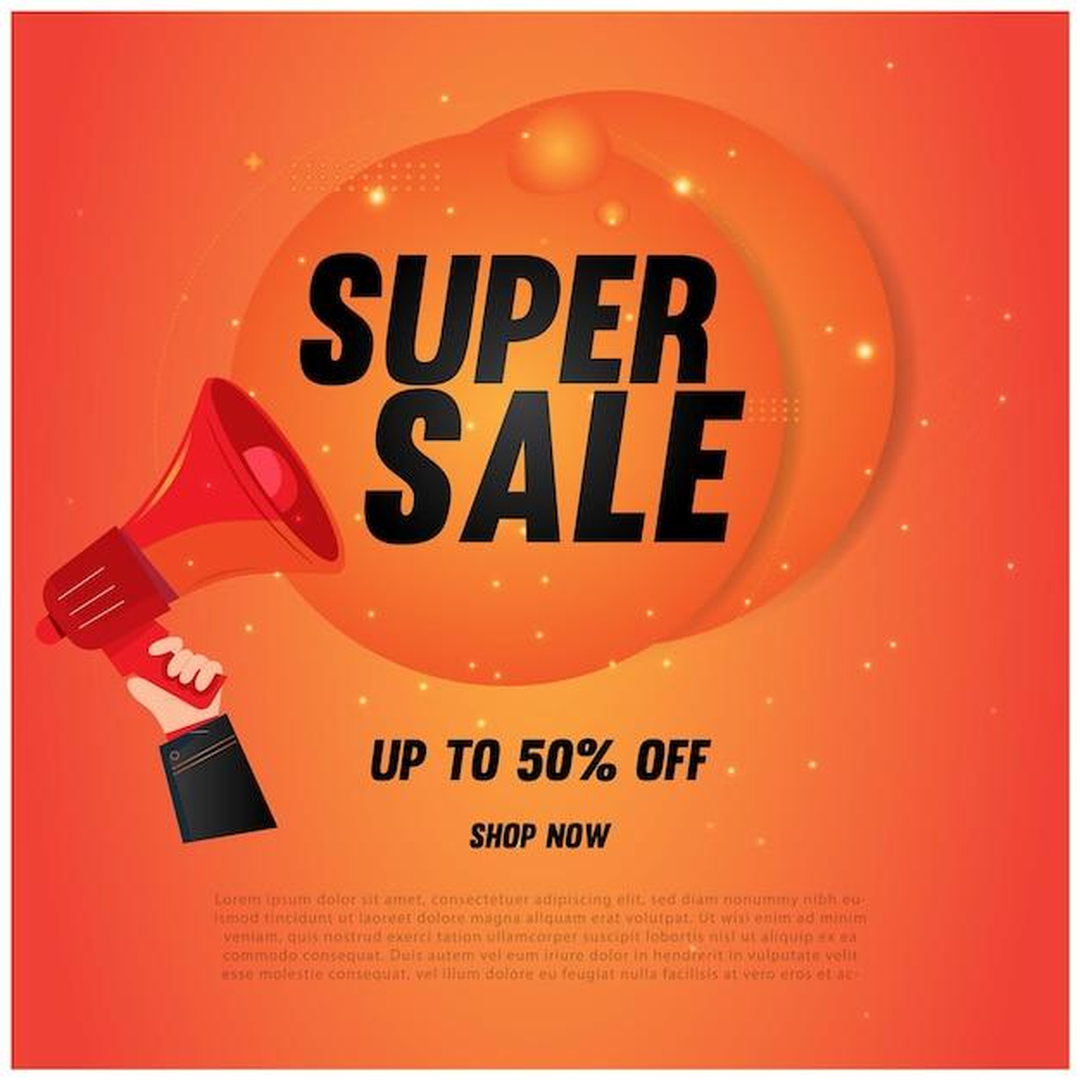 SUPER
SALE
UP TO 50% OFF
SHOP NOW
Lorem ipsum dolor sit amet, consectetuer adipiscing elit, sed diam nonummy nibh eu-
ismod tincidunt ut laoreet dolore magna aliquam erat volutpat. Ut wisi enim ad minim
veniam, quis nostrud exerci tation ullamcorper suscipit lobortis nisl ut aliquip ex ea
commodo consequat. Duis autem vel eum iriure dolor in hendrerit in vulputate velit
esse molestie consequat, vel illum dolore eu feugiat nulla facilisis at vero eros et ac-